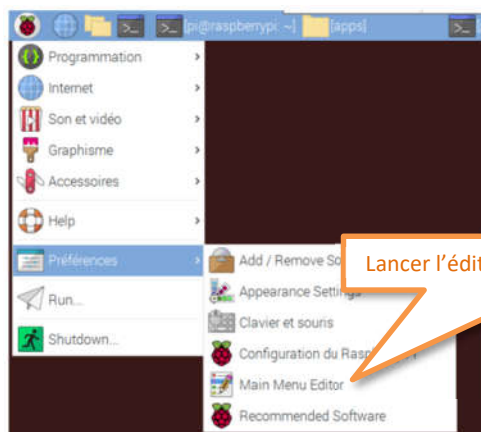 [pi@raspberrypi: ~] [apps]
Programmation
Internet
Son et vidéo
Graphisme
Accessoires
Help
Préférences
Run...
Shutdown...
Add / Remove So
Lancer l'édit
Appearance Settings
Clavier et souris
Configuration du Rasp
Main Menu Editor
Recommended Software